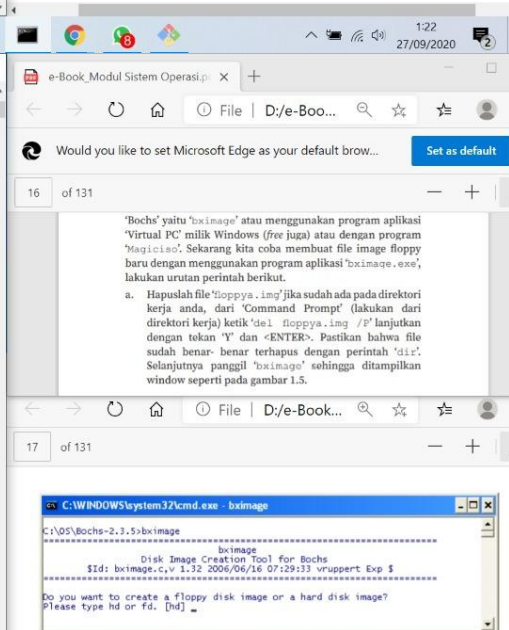 8
1:22
27/09/2020
2
e-Book_Modul Sistem Operasi.p
File | D:/e-Boo...
Would you like to set Microsoft Edge as your default brow...
Set as default
16 of 131
'Bochs' yaitu 'bximage' atau menggunakan program aplikasi
'Virtual PC' milik Windows (free juga) atau dengan program
'Magiciso'. Sekarang kita coba membuat file image floppy
baru dengan menggunakan program aplikasi 'bximage.exe',
lakukan urutan perintah berikut.
a. Hapuslah file 'floppya.img' jika sudah ada pada direktori
kerja anda, dari 'Command Prompt' (lakukan dari
direktori kerja) ketik 'del floppya.img /P' lanjutkan
dengan tekan 'Y' dan <ENTER>. Pastikan bahwa file
sudah benar- benar terhapus dengan perintah 'dir'.
Selanjutnya panggil 'bximage' sehingga ditampilkan
window seperti pada gambar 1.5.
File | D:/e-Book...
17 of 131
C:\WINDOWS\system32\cmd.exe - bximage
C:\OS\Bochs-2.3.5>bximage
========================================================================
bximage
Disk Image Creation Tool for Bochs
$Id: bximage.c,v 1.32 2006/06/16 07:29:33 vruppert Exp $
========================================================================
Do you want to create a floppy disk image or a hard disk image?
Please type hd or fd. [hd] _